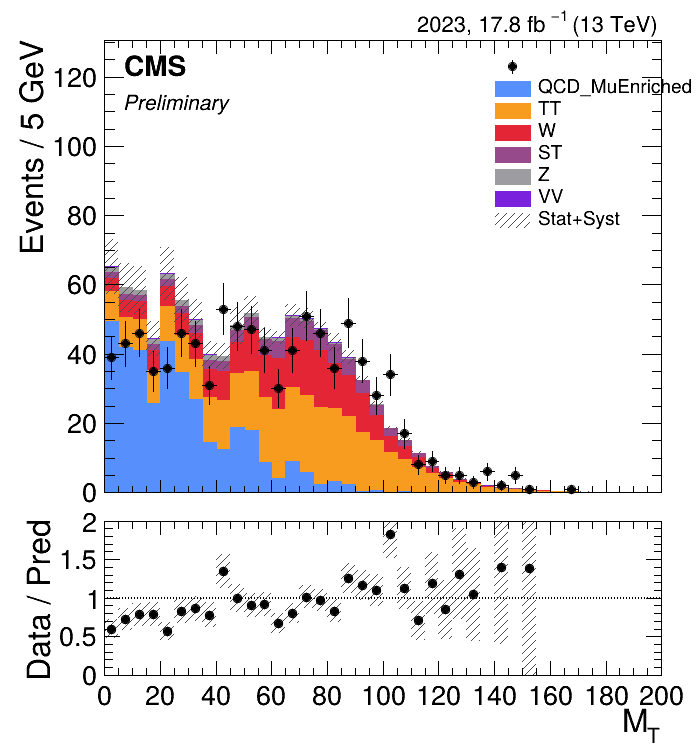 2023, 17.8 fb⁻¹ (13 TeV)
CMS
Preliminary
QCD_MuEnriched
TT
W
ST
Z
VV
Stat+Syst
Events / 5 GeV
120
100
80
60
40
20
0
Data / Pred
2
1.5
1
0.5
0
0 20 40 60 80 100 120 140 160 180 200
M_T